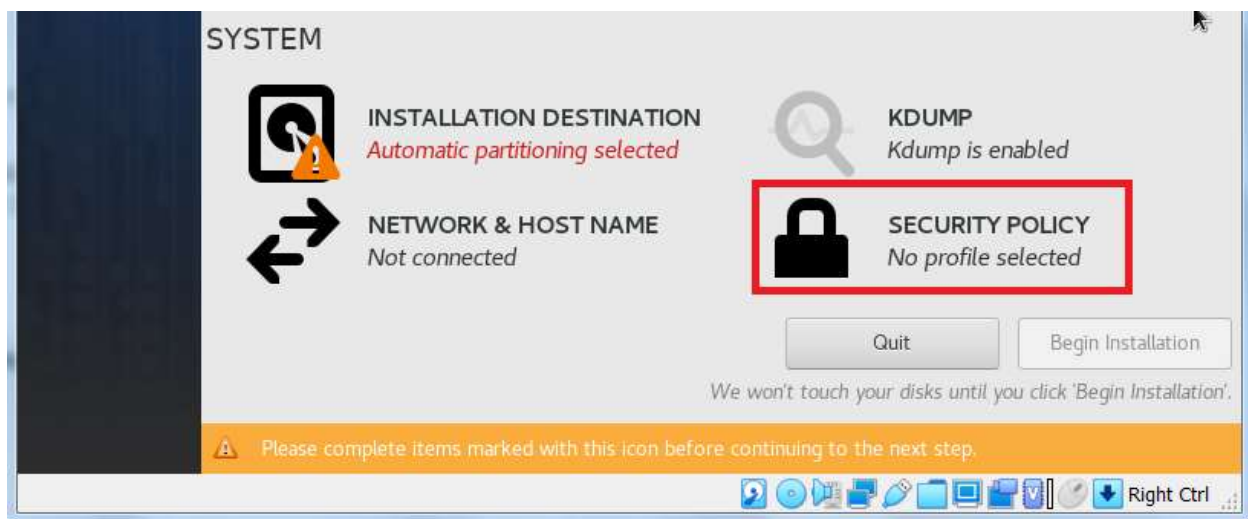 SYSTEM
INSTALLATION DESTINATION
Automatic partitioning selected
KDUMP
Kdump is enabled
NETWORK & HOST NAME
Not connected
SECURITY POLICY
No profile selected
Quit
Begin Installation
We won't touch your disks until you click 'Begin Installation'.
Please complete items marked with this icon before continuing to the next step.
Right Ctrl